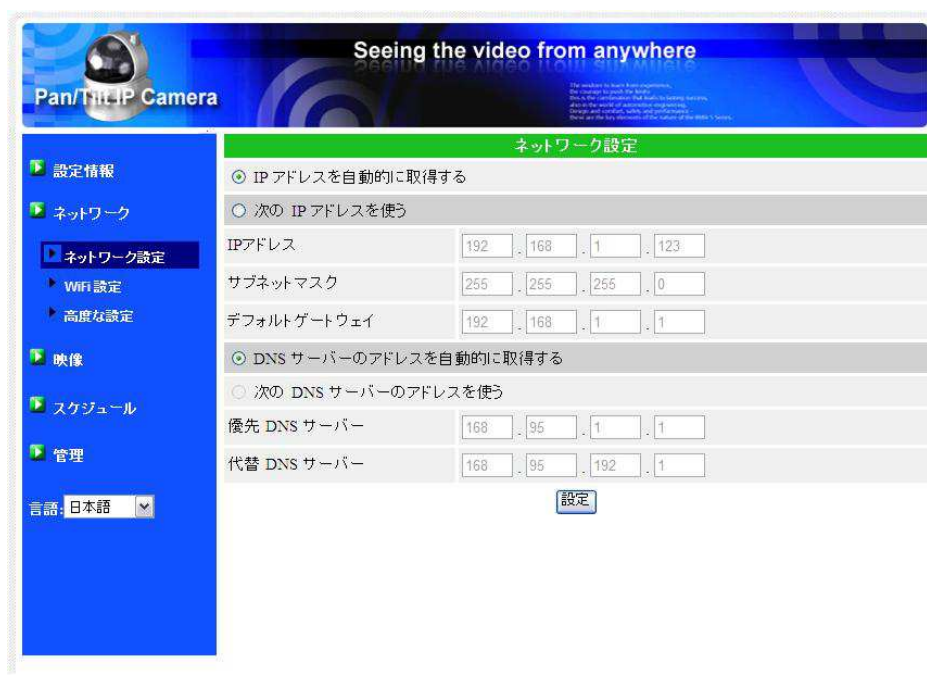 Seeing the video from anywhere
Pan/Tilt IP Camera
ネットワーク設定
設定情報
ネットワーク
ネットワーク設定
WiFi 設定
高度な設定
映像
スケジュール
管理
言語: 日本語
IP アドレスを自動的に取得する
次の IP アドレスを使う
IPアドレス 192 . 168 . 1 . 123
サブネットマスク 255 . 255 . 255 . 0
デフォルトゲートウェイ 192 . 168 . 1 . 1
DNS サーバーのアドレスを自動的に取得する
次の DNS サーバーのアドレスを使う
優先 DNS サーバー 168 . 95 . 1 . 1
代替 DNS サーバー 168 . 95 . 192 . 1
設定